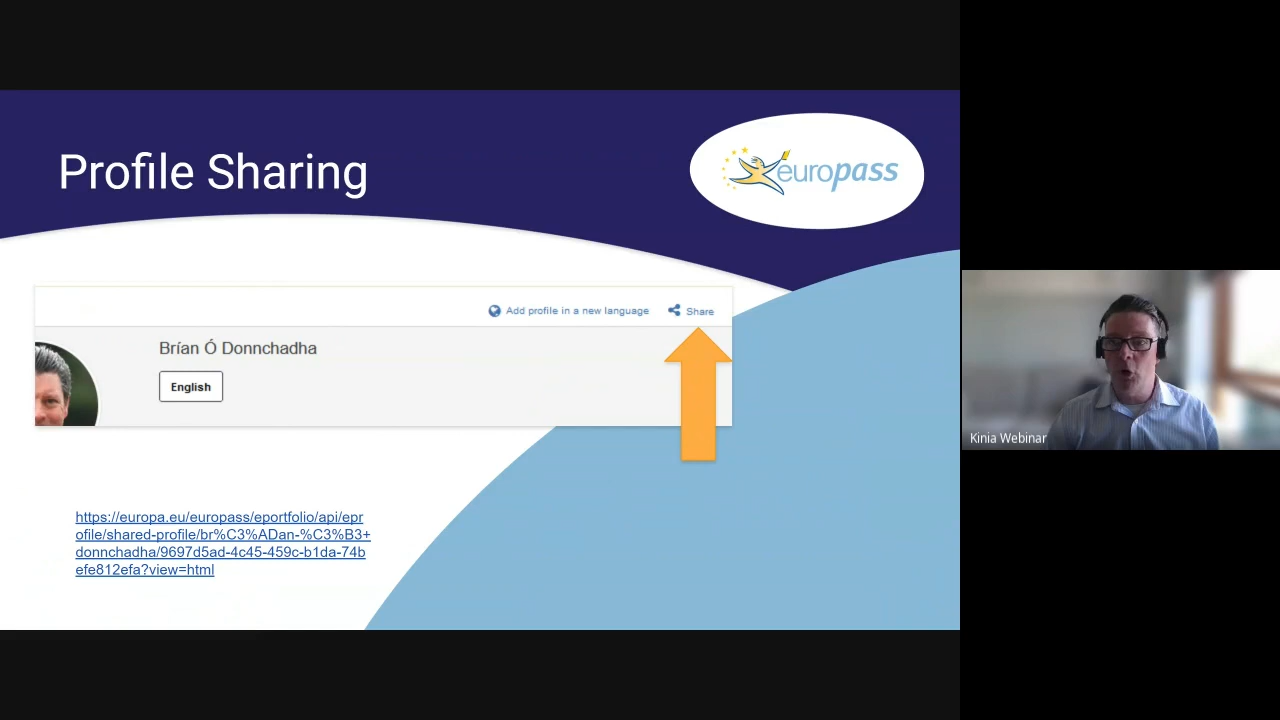 Profile Sharing
europass
Add profile in a new language
Share
Brían Ó Donnchadha
English
https://europa.eu/europass/eportfolio/api/epr
ofile/shared-profile/br%C3%ADan-%C3%B3+
donnchadha/9697d5ad-4c45-459c-b1da-74b
efe812efa?view=html
Kinia Webinar